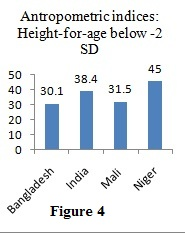 Antropometric indices:
Height-for-age below -2
SD
50
40
30
20
10
0
30.1
38.4
31.5
45
Bangladesh
India
Mali
Niger
Figure 4